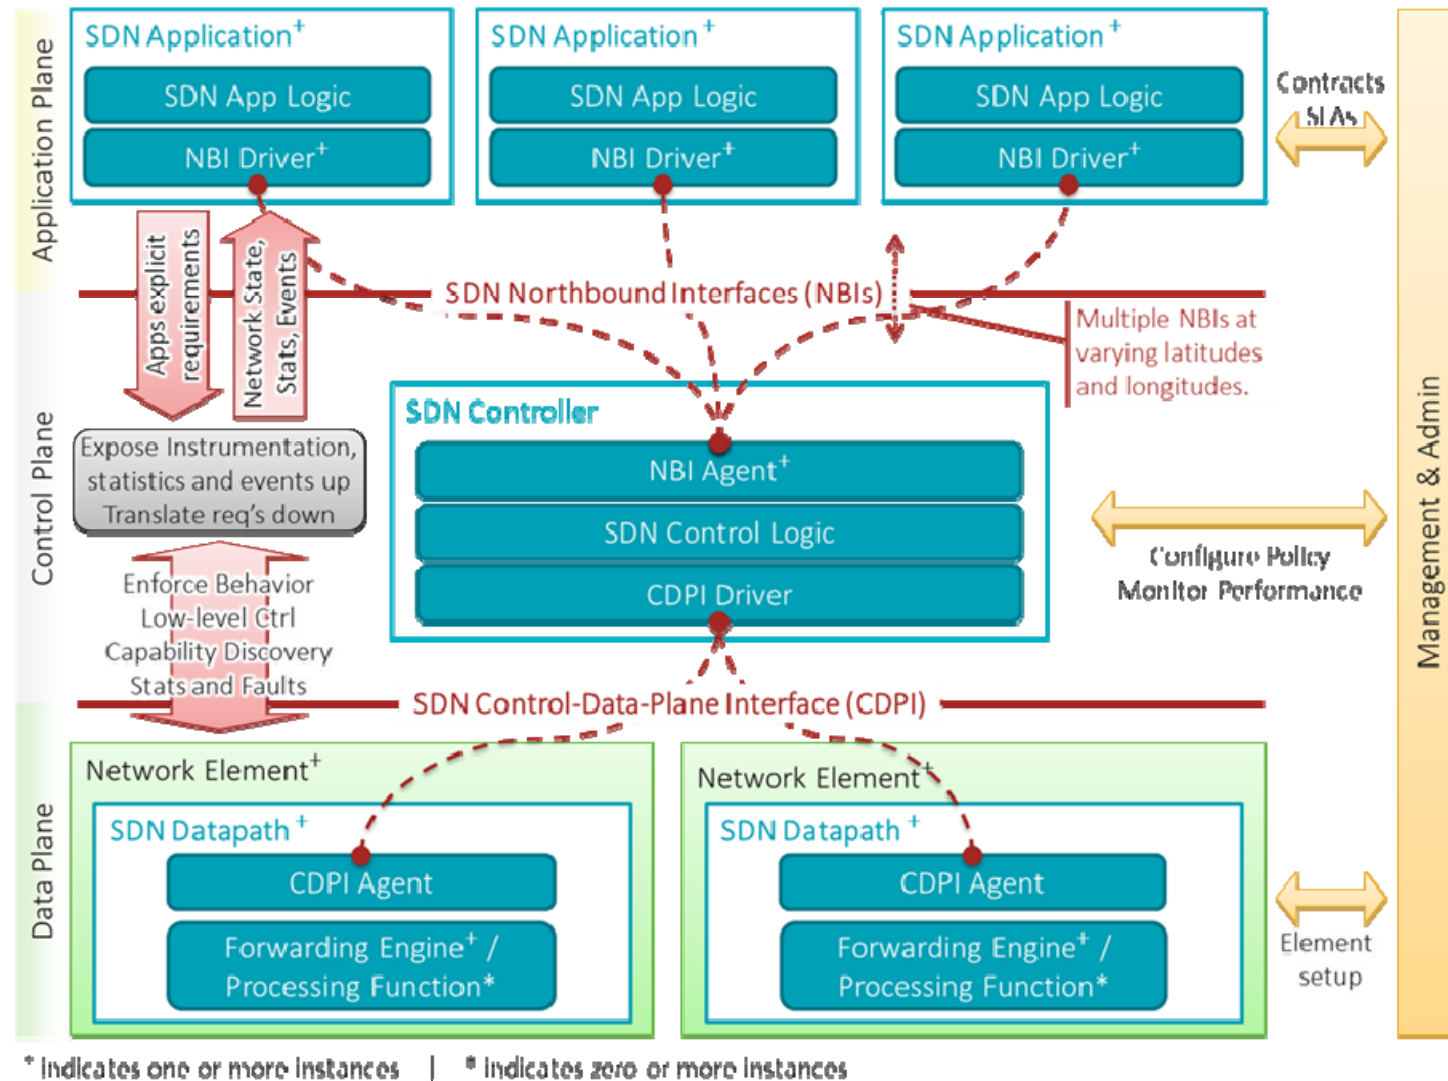 Application Plane
SDN Application+
SDN App Logic
NBI Driver+
SDN Application+
SDN App Logic
NBI Driver+
SDN Application+
SDN App Logic
NBI Driver+
Contracts
SLAs
Apps explicit
requirements
Network State,
Stats, Events
SDN Northbound Interfaces (NBIs)
Multiple NBIs at
varying latitudes
and longitudes.
Control Plane
Expose Instrumentation,
statistics and events up
Translate req's down
SDN Controller
NBI Agent+
SDN Control Logic
CDPI Driver
Configure Policy
Monitor Performance
Management & Admin
Enforce Behavior
Low-level Ctrl
Capability Discovery
Stats and Faults
SDN Control-Data-Plane Interface (CDPI)
Data Plane
Network Element+
SDN Datapath+
CDPI Agent
Forwarding Engine+ /
Processing Function*
Network Element+
SDN Datapath+
CDPI Agent
Forwarding Engine+ /
Processing Function*
Element
setup
+ indicates one or more instances | * indicates zero or more instances